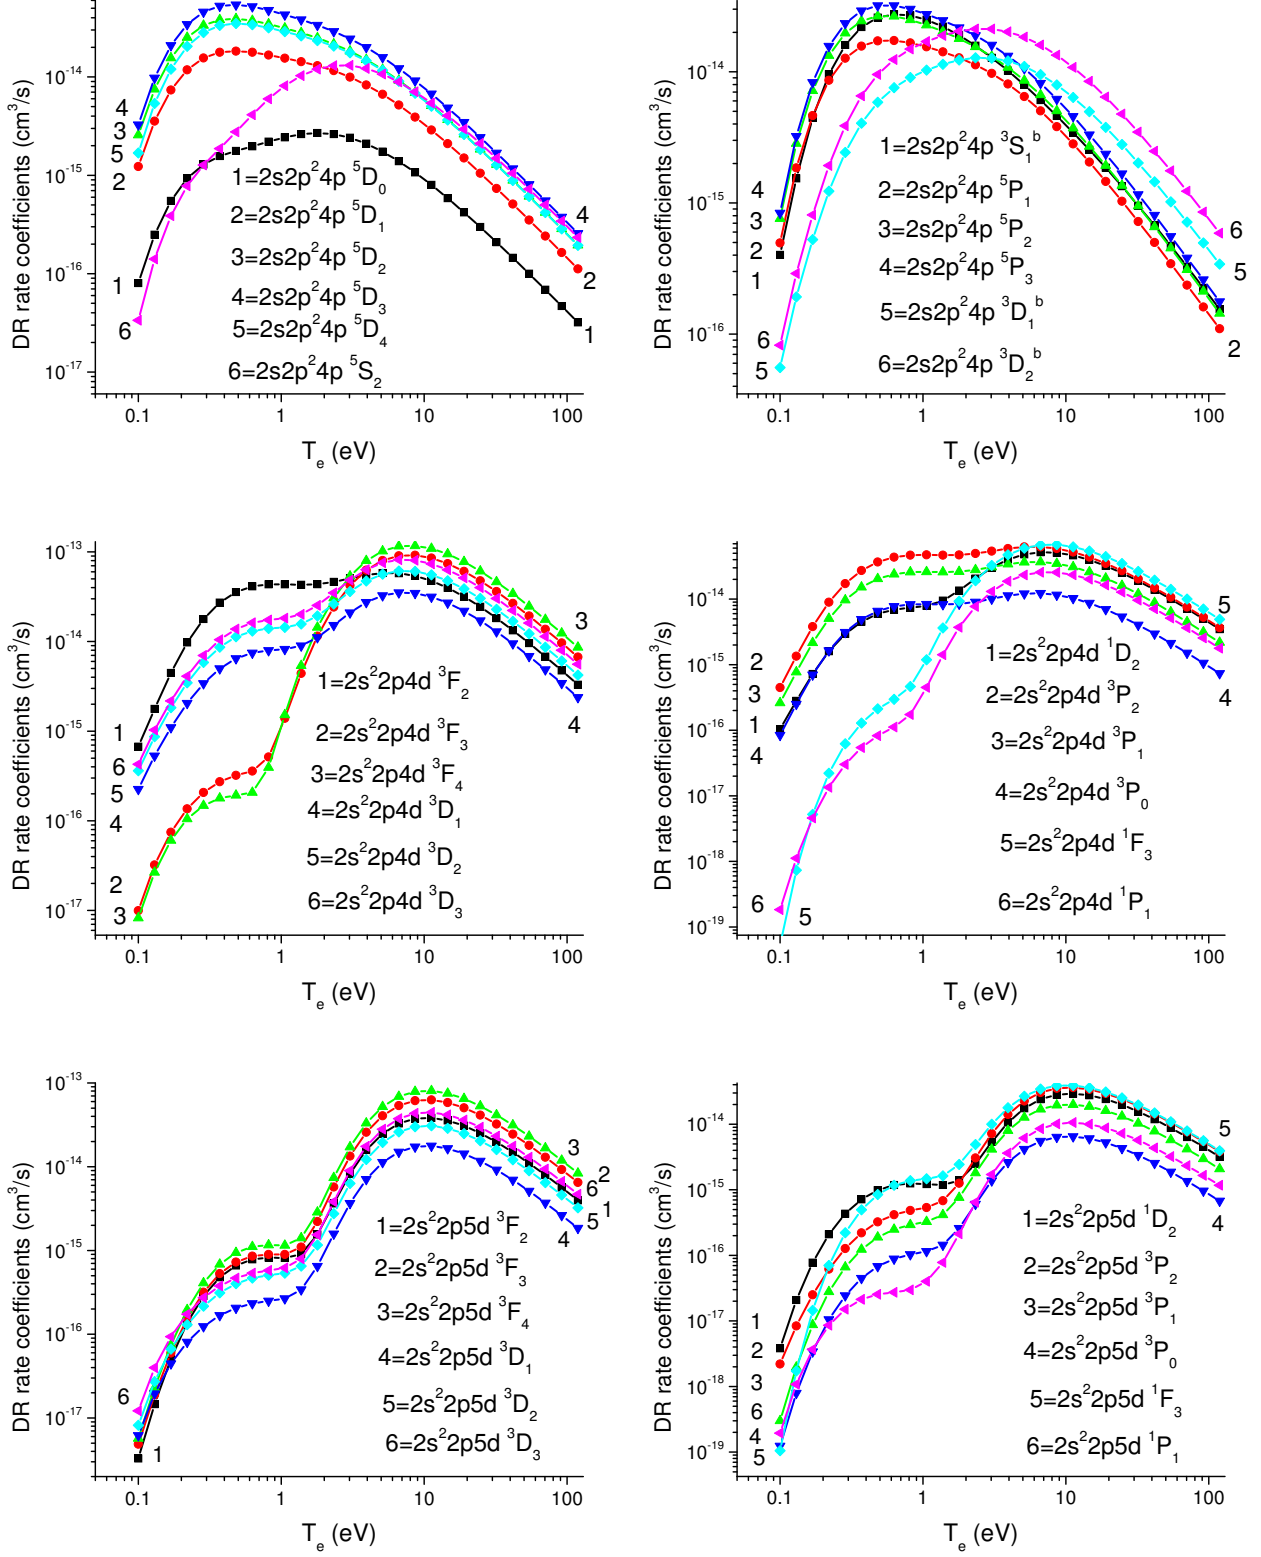 DR rate coefficients (cm³/s)
10⁻¹⁴
10⁻¹⁵
10⁻¹⁶
10⁻¹⁷
4
3
5
2
1
6
1=2s2p²4p ⁵D₀
2=2s2p²4p ⁵D₁
3=2s2p²4p ⁵D₂
4=2s2p²4p ⁵D₃
5=2s2p²4p ⁵D₄
6=2s2p²4p ⁵S₂
4
2
1
0.1 1 10 100
Tₑ (eV)
DR rate coefficients (cm³/s)
10⁻¹⁴
10⁻¹⁵
10⁻¹⁶
4
3
2
1
6
5
1=2s2p²4p ³S₁ᵇ
2=2s2p²4p ⁵P₁
3=2s2p²4p ⁵P₂
4=2s2p²4p ⁵P₃
5=2s2p²4p ³D₁ᵇ
6=2s2p²4p ³D₂ᵇ
6
5
2
0.1 1 10 100
Tₑ (eV)
DR rate coefficients (cm³/s)
10⁻¹³
10⁻¹⁴
10⁻¹⁵
10⁻¹⁶
10⁻¹⁷
1
6
5
4
2
3
1=2s²2p4d ³F₂
2=2s²2p4d ³F₃
3=2s²2p4d ³F₄
4=2s²2p4d ³D₁
5=2s²2p4d ³D₂
6=2s²2p4d ³D₃
3
4
0.1 1 10 100
Tₑ (eV)
DR rate coefficients (cm³/s)
10⁻¹⁴
10⁻¹⁵
10⁻¹⁶
10⁻¹⁷
10⁻¹⁸
10⁻¹⁹
2
3
1
4
6
5
1=2s²2p4d ¹D₂
2=2s²2p4d ³P₂
3=2s²2p4d ³P₁
4=2s²2p4d ³P₀
5=2s²2p4d ¹F₃
6=2s²2p4d ¹P₁
5
4
0.1 1 10 100
Tₑ (eV)
DR rate coefficients (cm³/s)
10⁻¹³
10⁻¹⁴
10⁻¹⁵
10⁻¹⁶
10⁻¹⁷
6
1
1=2s²2p5d ³F₂
2=2s²2p5d ³F₃
3=2s²2p5d ³F₄
4=2s²2p5d ³D₁
5=2s²2p5d ³D₂
6=2s²2p5d ³D₃
3
2
6
1
5
4
0.1 1 10 100
Tₑ (eV)
DR rate coefficients (cm³/s)
10⁻¹⁴
10⁻¹⁵
10⁻¹⁶
10⁻¹⁷
10⁻¹⁸
10⁻¹⁹
1
2
3
6
4
5
1=2s²2p5d ¹D₂
2=2s²2p5d ³P₂
3=2s²2p5d ³P₁
4=2s²2p5d ³P₀
5=2s²2p5d ¹F₃
6=2s²2p5d ¹P₁
5
4
0.1 1 10 100
Tₑ (eV)